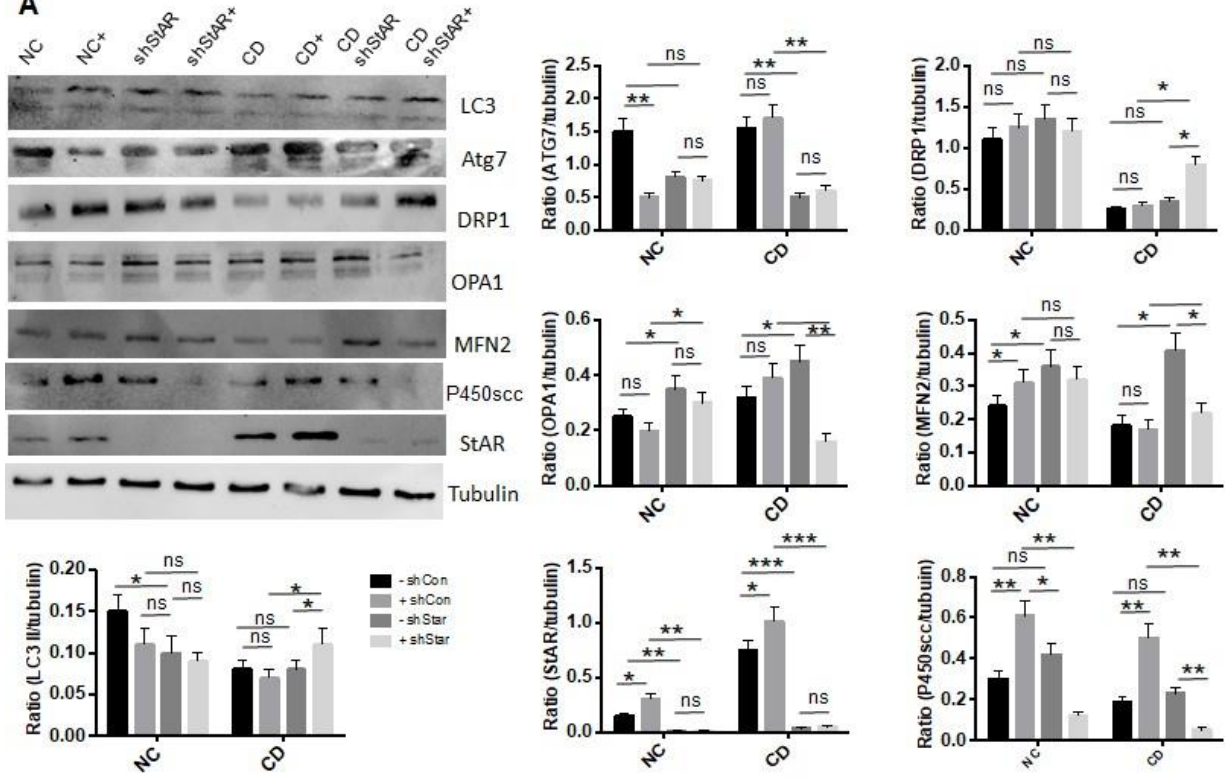 A
NC NC+ shStAR shStAR+ CD CD+ CD shStAR CD shStAR+
LC3
Atg7
DRP1
OPA1
MFN2
P450scc
StAR
Tubulin
Ratio (ATG7/tubulin)
2.5
2.0
1.5
1.0
0.5
0.0
** ns ns ns ** ** ns
NC CD
Ratio (DRP1/tubulin)
2.0
1.5
1.0
0.5
0.0
ns ns ns ns ns ns * *
NC CD
Ratio (OPA1/tubulin)
0.6
0.4
0.2
0.0
ns * * ns ns * **
NC CD
Ratio (MFN2/tubulin)
0.5
0.4
0.3
0.2
0.1
0.0
* * ns ns ns * *
NC CD
Ratio (LC3 II/tubulin)
0.20
0.15
0.10
0.05
0.00
* ns ns ns ns ns * *
NC CD
- shCon
+ shCon
- shStar
+ shStar
Ratio (StAR/tubulin)
1.5
1.0
0.5
0.0
* ** ** ns * *** *** ns
NC CD
Ratio (P450scc/tubulin)
0.8
0.6
0.4
0.2
0.0
** ns * ** ** ns ** **
NC CD